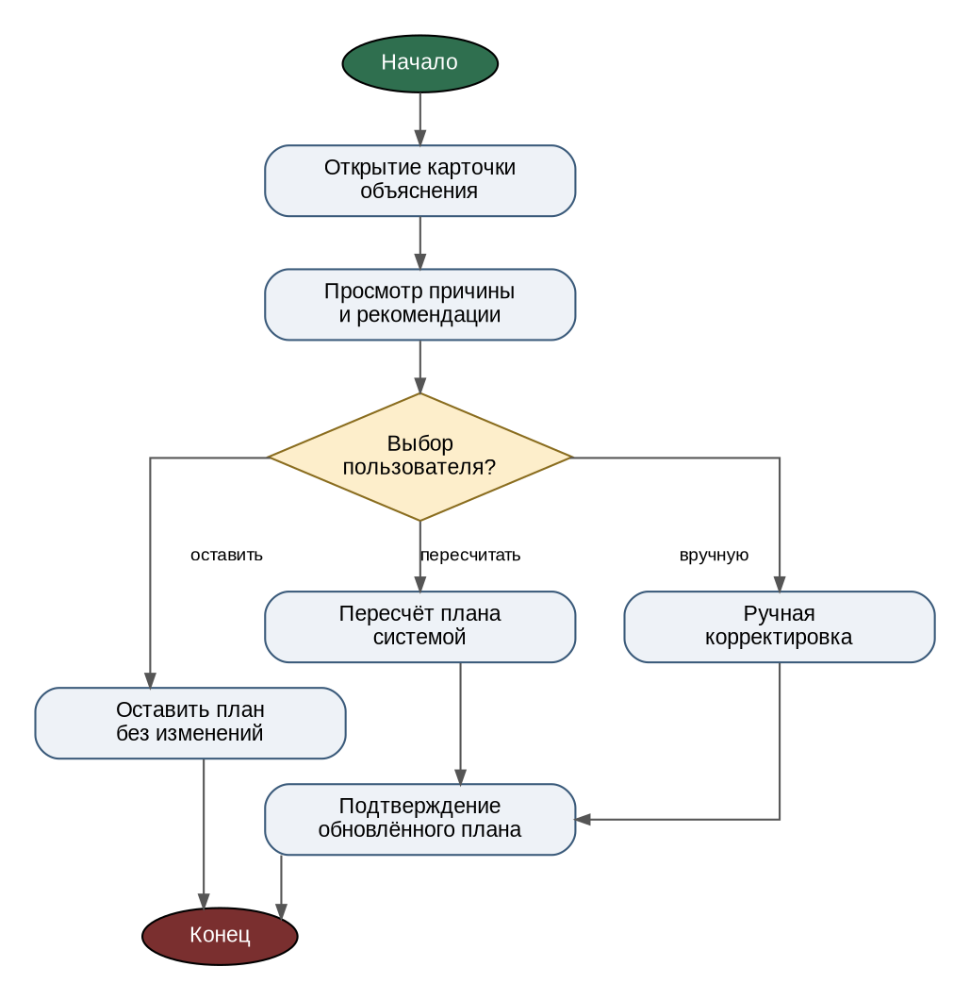 Начало
Открытие карточки
объяснения
Просмотр причины
и рекомендации
Выбор
пользователя?
оставить
пересчитать
вручную
Пересчёт плана
системой
Ручная
корректировка
Оставить план
без изменений
Подтверждение
обновлённого плана
Конец